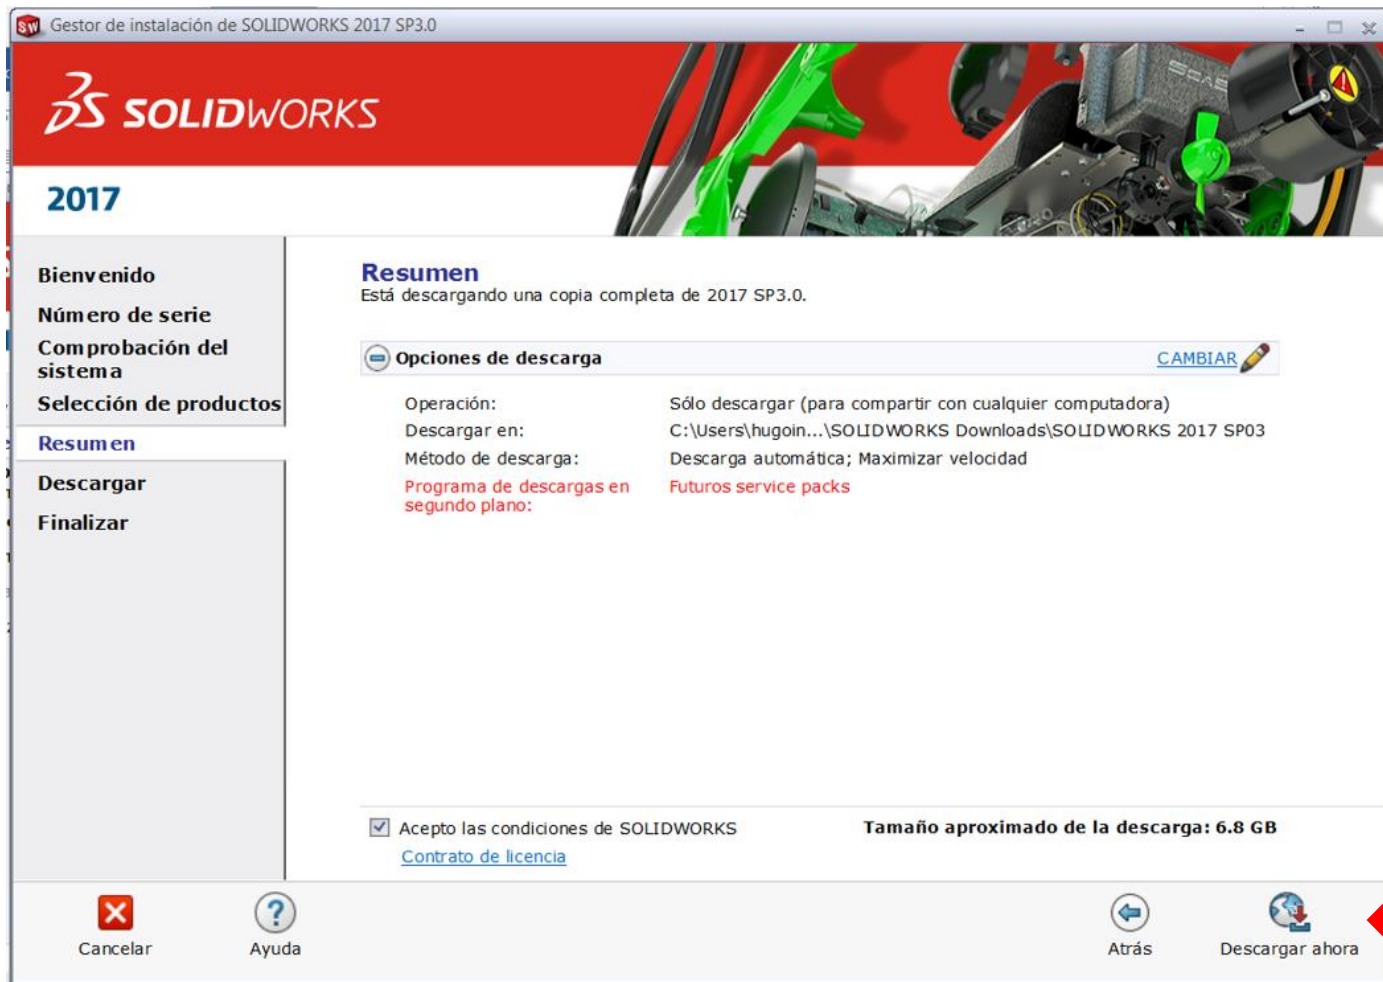 Gestor de instalación de SOLIDWORKS 2017 SP3.0
SOLIDWORKS
2017
Bienvenido
Número de serie
Comprobación del
sistema
Selección de productos
Resumen
Descargar
Finalizar
Resumen
Está descargando una copia completa de 2017 SP3.0.
Opciones de descarga
CAMBIAR
Operación: Sólo descargar (para compartir con cualquier computadora)
Descargar en: C:\Users\hugoin...\SOLIDWORKS Downloads\SOLIDWORKS 2017 SP03
Método de descarga: Descarga automática; Maximizar velocidad
Programa de descargas en Futuros service packs
segundo plano:
Acepto las condiciones de SOLIDWORKS
Tamaño aproximado de la descarga: 6.8 GB
Contrato de licencia
Cancelar
Ayuda
Atrás
Descargar ahora